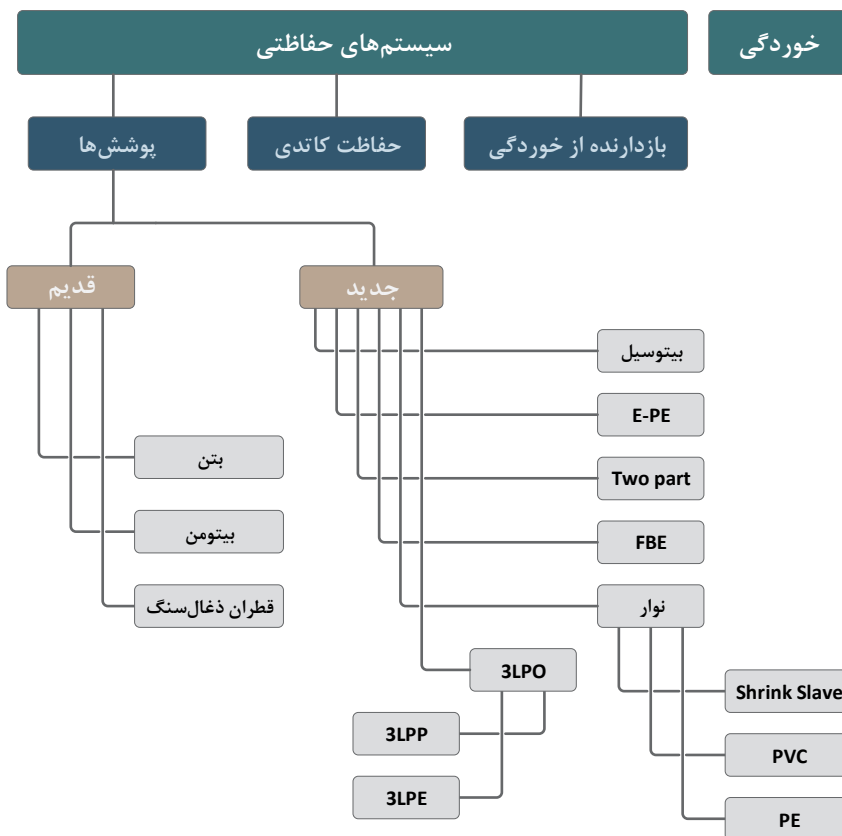 خوردگی
سیستم‌های حفاظتی
بازدارنده از خوردگی
حفاظت کاتدی
پوشش‌ها
جدید
قدیم
بیتوسیل
E-PE
Two part
FBE
نوار
Shrink Slave
PVC
PE
3LPO
3LPP
3LPE
بتن
بیتومن
قطران ذغال‌سنگ